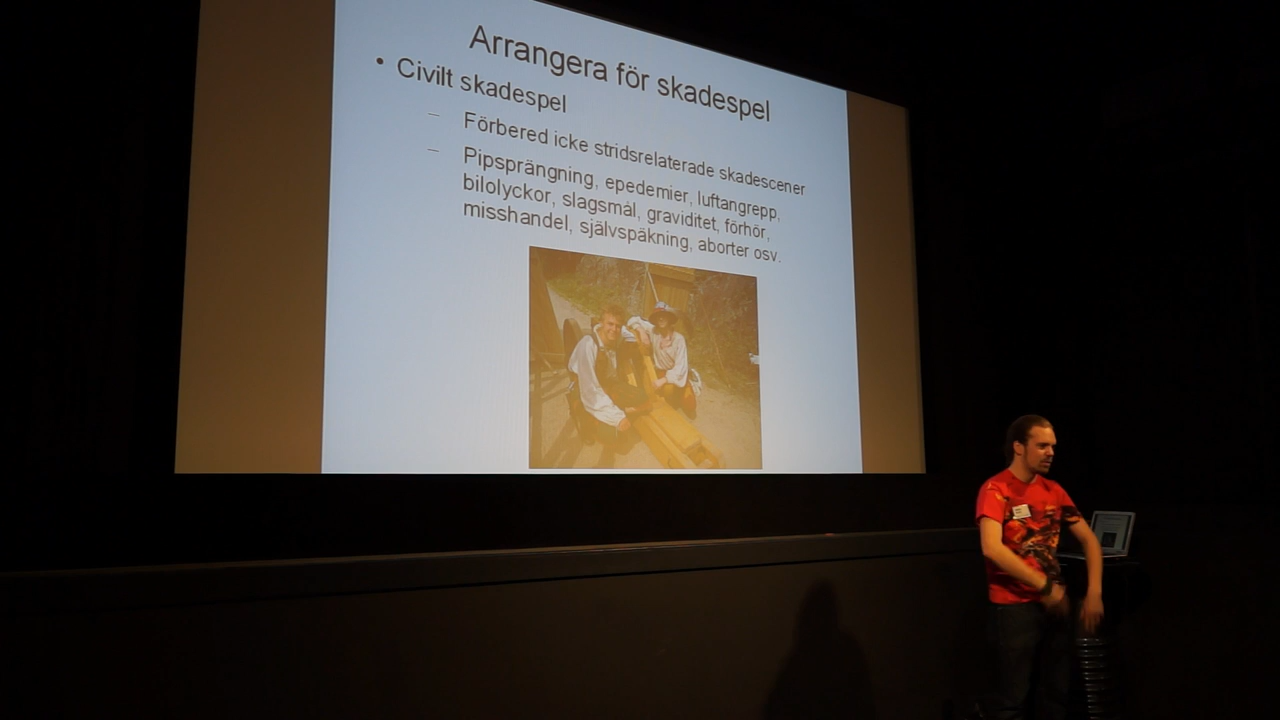 Arrangera för skadespel
• Civilt skadespel
– Förbered icke stridsrelaterade skadescener
– Pipsprängning, epedemier, luftangrepp,
bilolyckor, slagsmål, graviditet, förhör,
misshandel, självspäkning, aborter osv.